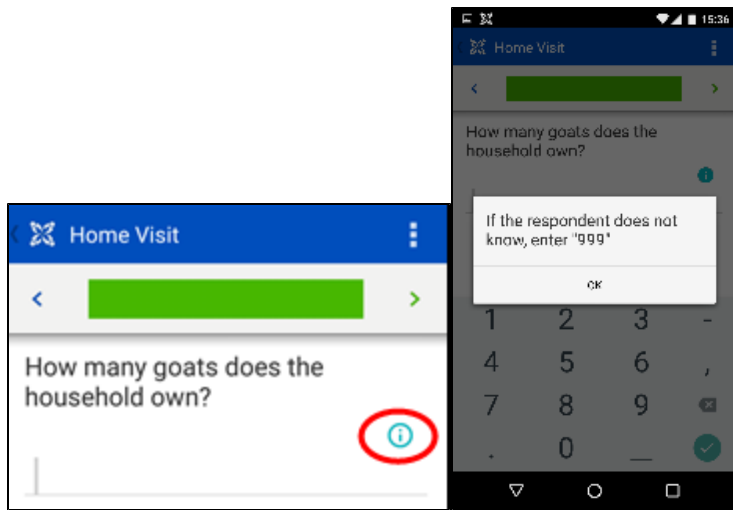 Home Visit
How many goats does the
household own?
15:36
Home Visit
How many goats does the
household own?
If the respondent does not
know, enter "999"
OK
1 2 3 -
4 5 6 ,
7 8 9
. 0 _